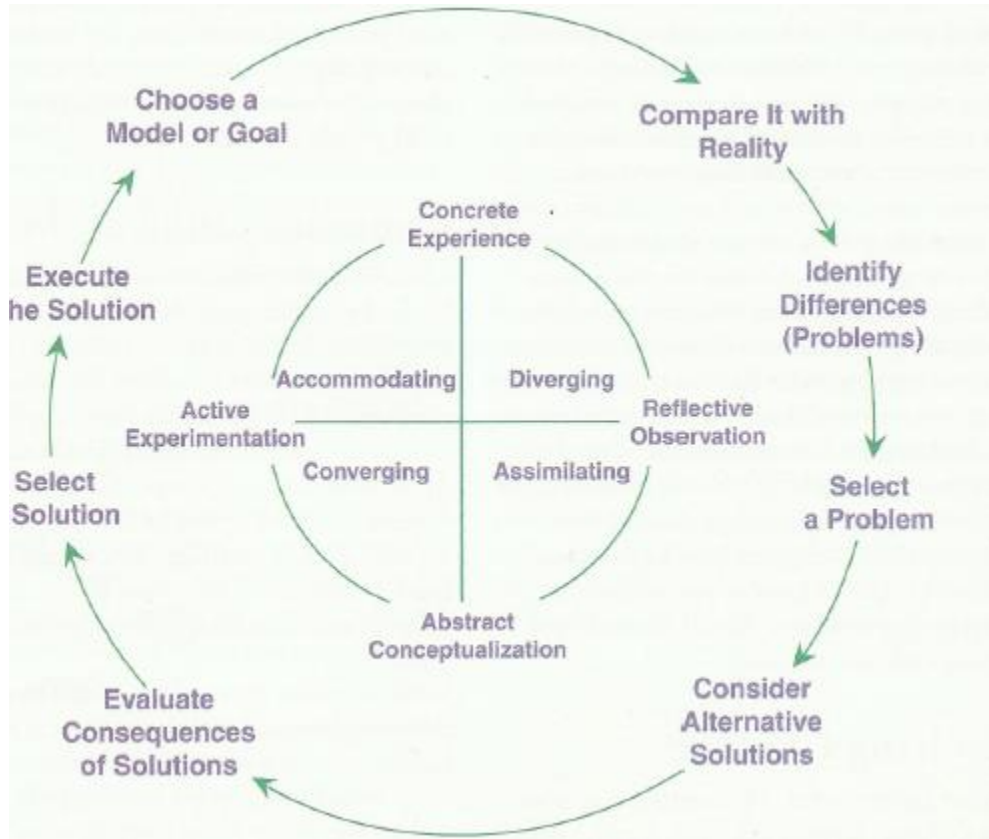 Choose a
Model or Goal
Compare It with
Reality
Identify
Differences
(Problems)
Select
a Problem
Consider
Alternative
Solutions
Evaluate
Consequences
of Solutions
Select
Solution
Execute
he Solution
Concrete
Experience
Accommodating
Diverging
Active
Experimentation
Reflective
Observation
Converging
Assimilating
Abstract
Conceptualization